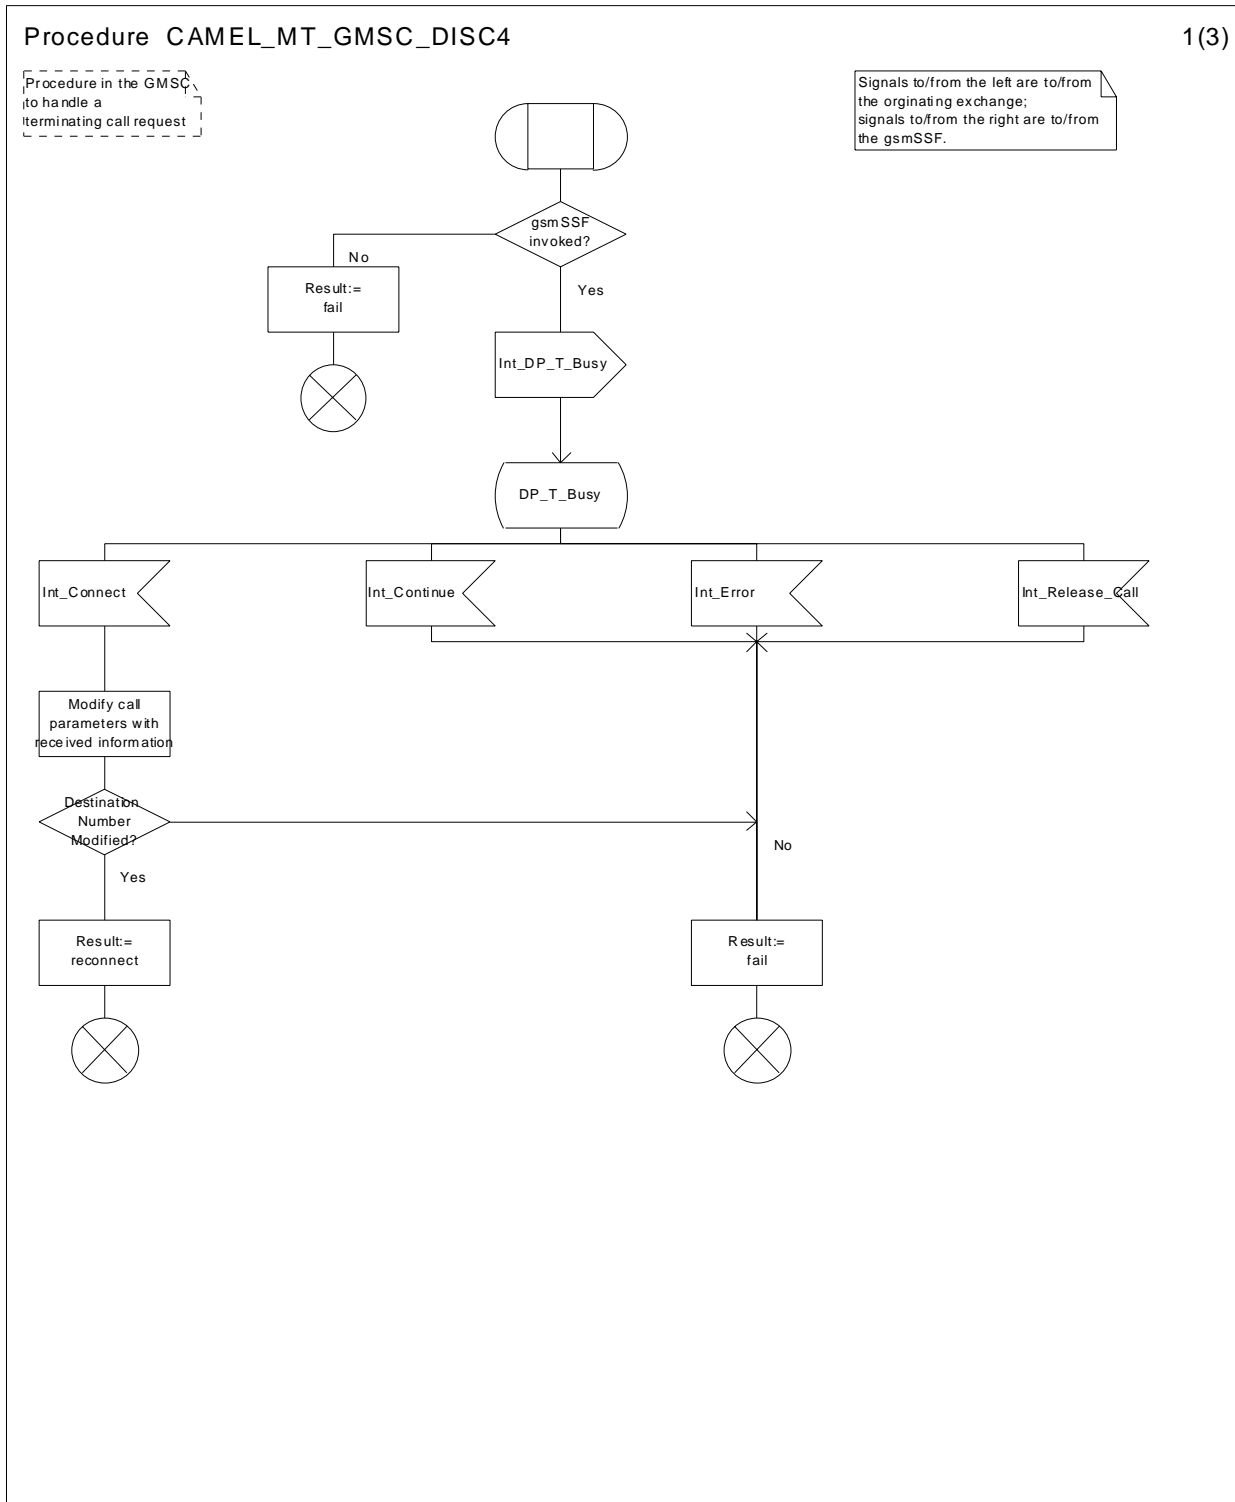 Procedure CAMEL_MT_GMSC_DISC4
1(3)
Procedure in the GMSC
to handle a
terminating call request
Signals to/from the left are to/from
the orginating exchange;
signals to/from the right are to/from
the gsmSSF.
gsmSSF
invoked?
No
Yes
Result:=
fail
Int_DP_T_Busy
DP_T_Busy
Int_Connect
Int_Continue
Int_Error
Int_Release_Call
Modify call
parameters with
received information
Destination
Number
Modified?
No
Yes
Result:=
reconnect
Result:=
fail